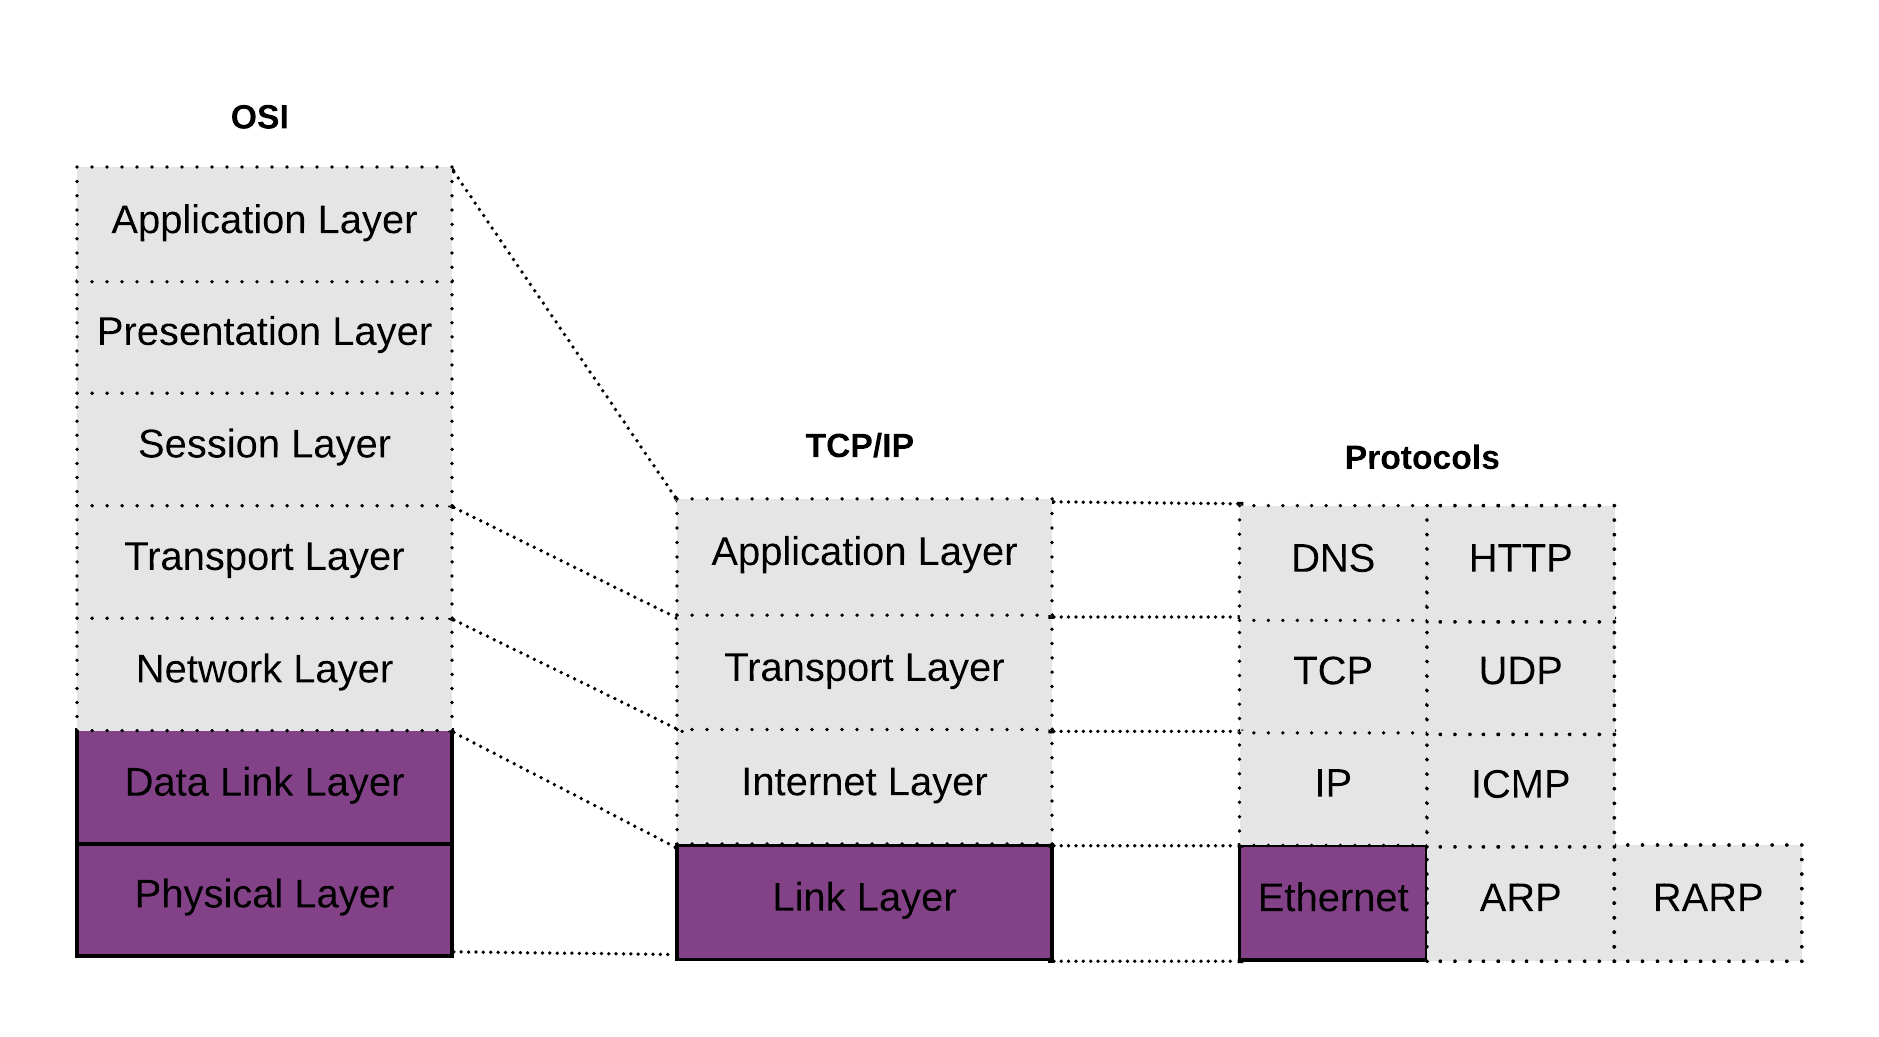 OSI
Application Layer
Presentation Layer
Session Layer
Transport Layer
Network Layer
Data Link Layer
Physical Layer
TCP/IP
Application Layer
Transport Layer
Internet Layer
Link Layer
Protocols
DNS HTTP
TCP UDP
IP ICMP
Ethernet ARP RARP